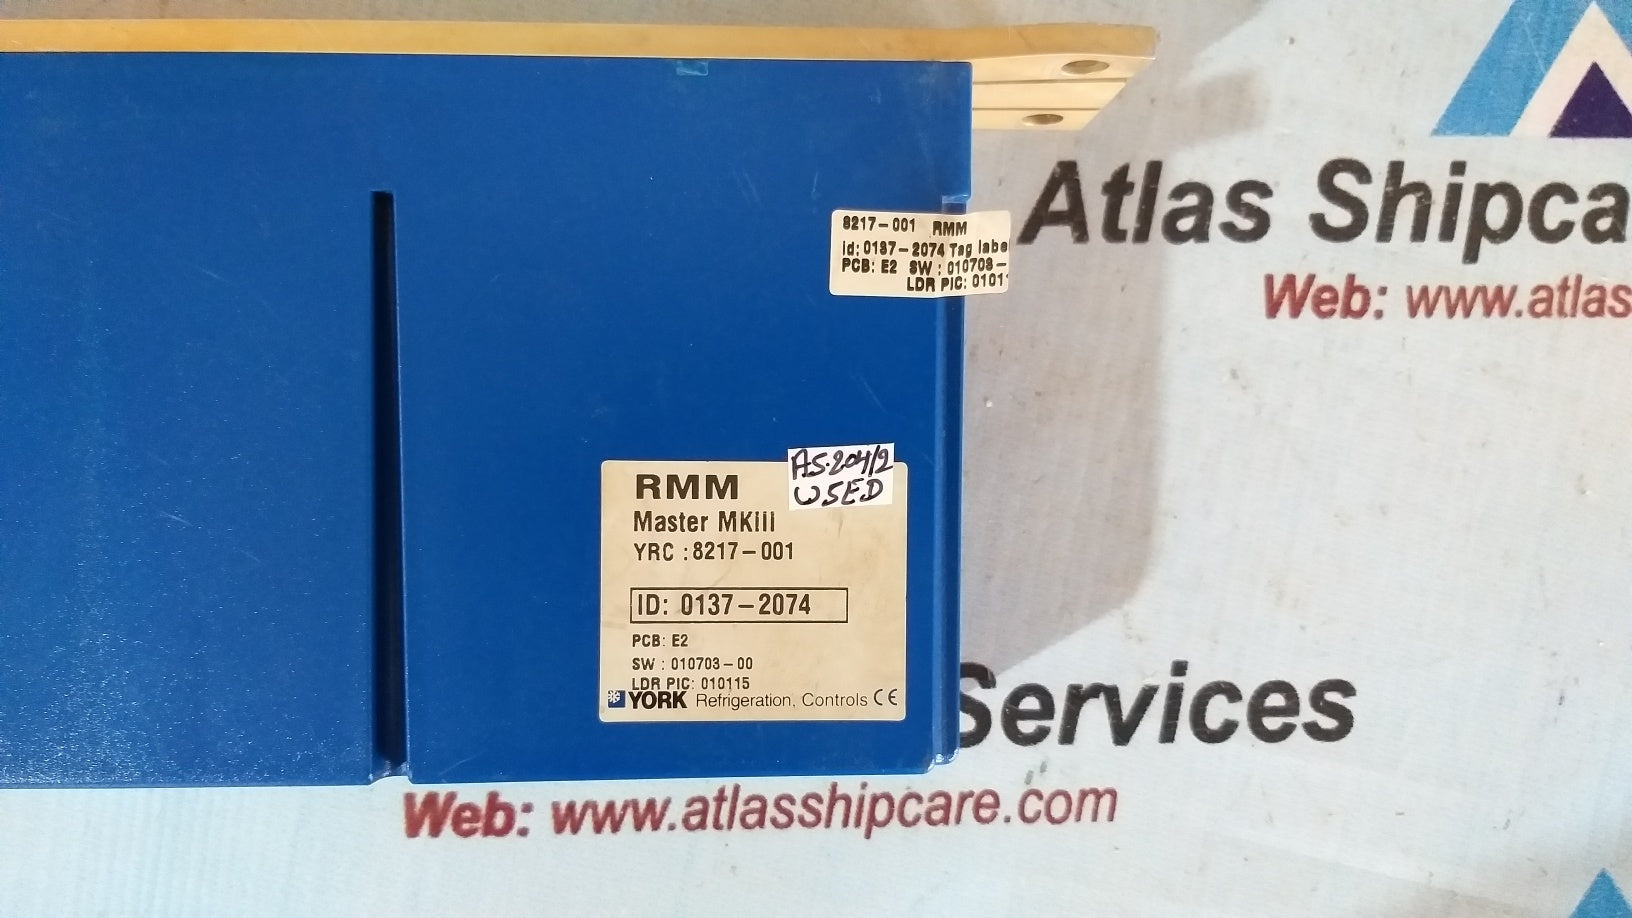 8217-001 RMM
id: 0137-2074 Tag labe
PCB: E2 SW : 010703-
LDR PIC: 0101
Atlas Shipca
Web: www.atlas
AS-204/2
USED
RMM
Master MKiii
YRC :8217-001
ID: 0137-2074
PCB: E2
SW : 010703-00
LDR PIC: 010115
YORK Refrigeration, Controls CE
Services
Web: www.atlasshipcare.com